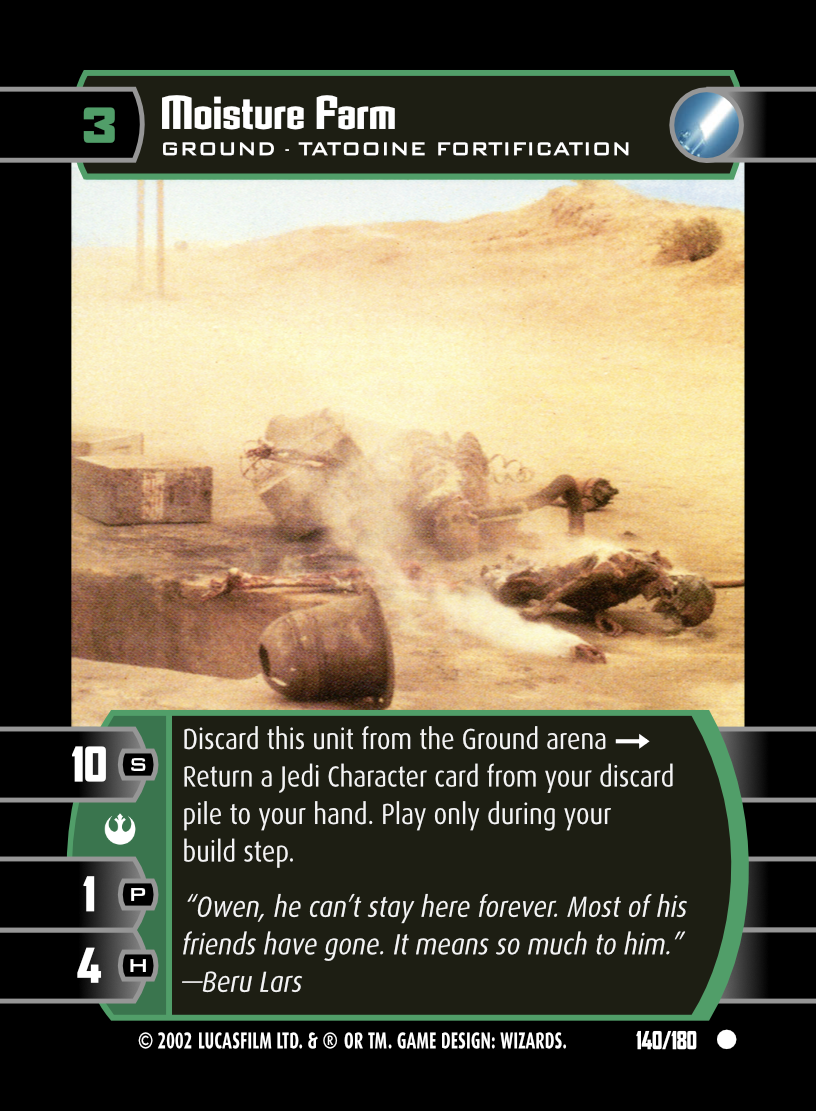 3
Moisture Farm
GROUND · TATOOINE FORTIFICATION
10 S
Discard this unit from the Ground arena →
Return a Jedi Character card from your discard
pile to your hand. Play only during your
build step.
1 P
4 H
“Owen, he can’t stay here forever. Most of his
friends have gone. It means so much to him.”
—Beru Lars
© 2002 LUCASFILM LTD. & ® OR TM. GAME DESIGN: WIZARDS.
140/180